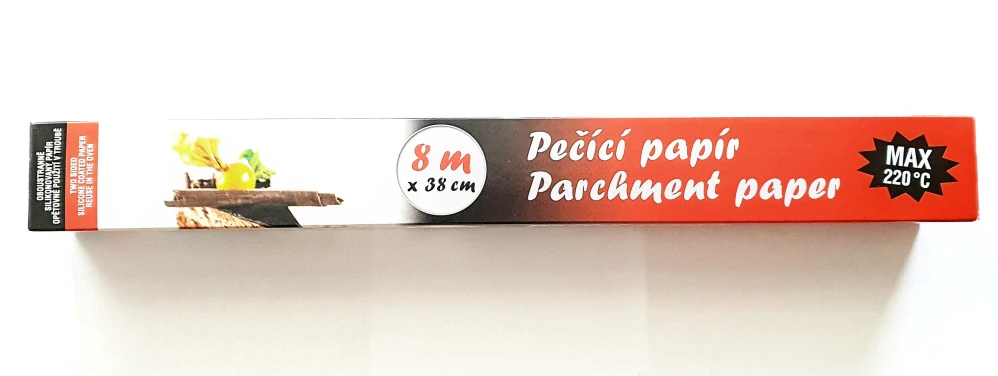 OBOUSTRANNĚ
SILIKONOVANÝ PAPÍR
OPĚTOVNÉ POUŽITÍ V TROUBĚ
TWO SIDED
SILICONE COATED PAPER
REUSE IN THE OVEN
8 m
x 38 cm
Pečící papír
Parchment paper
MAX
220°C